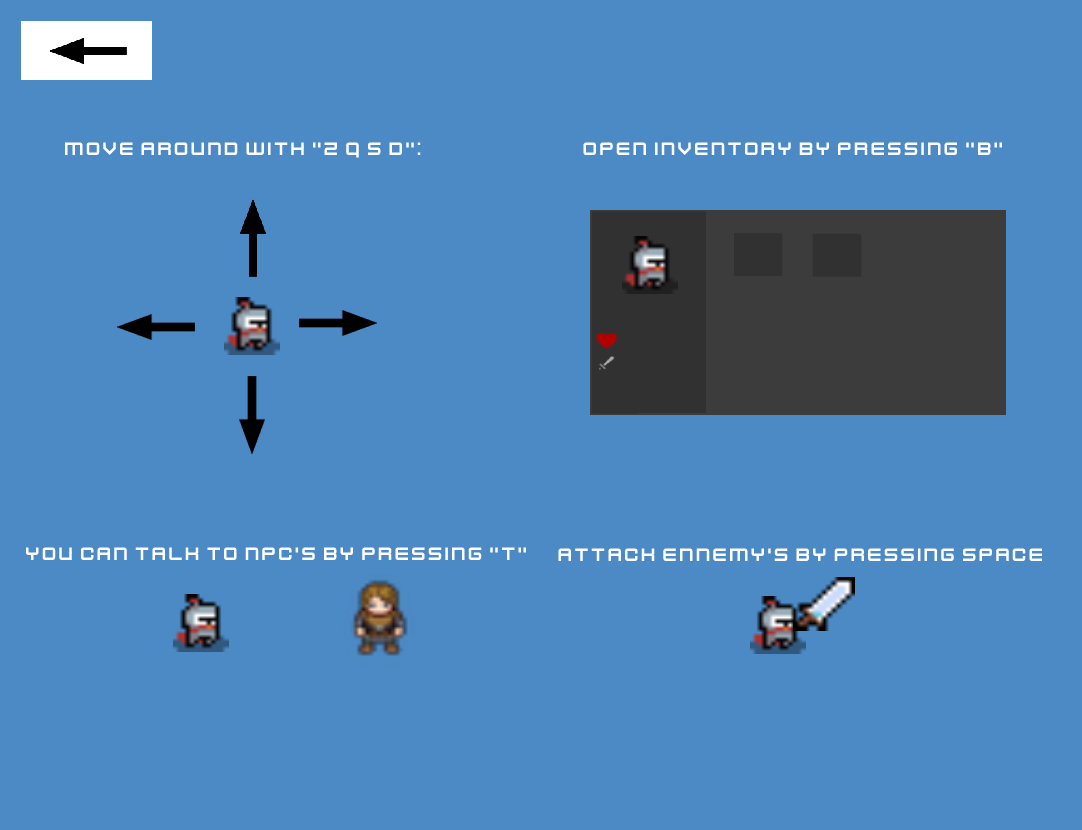 MOVE AROUND WITH "Z Q S D":
OPEN INVENTORY BY PRESSING "B"
YOU CAN TALK TO NPC'S BY PRESSING "T"
ATTACK ENNEMY'S BY PRESSING SPACE